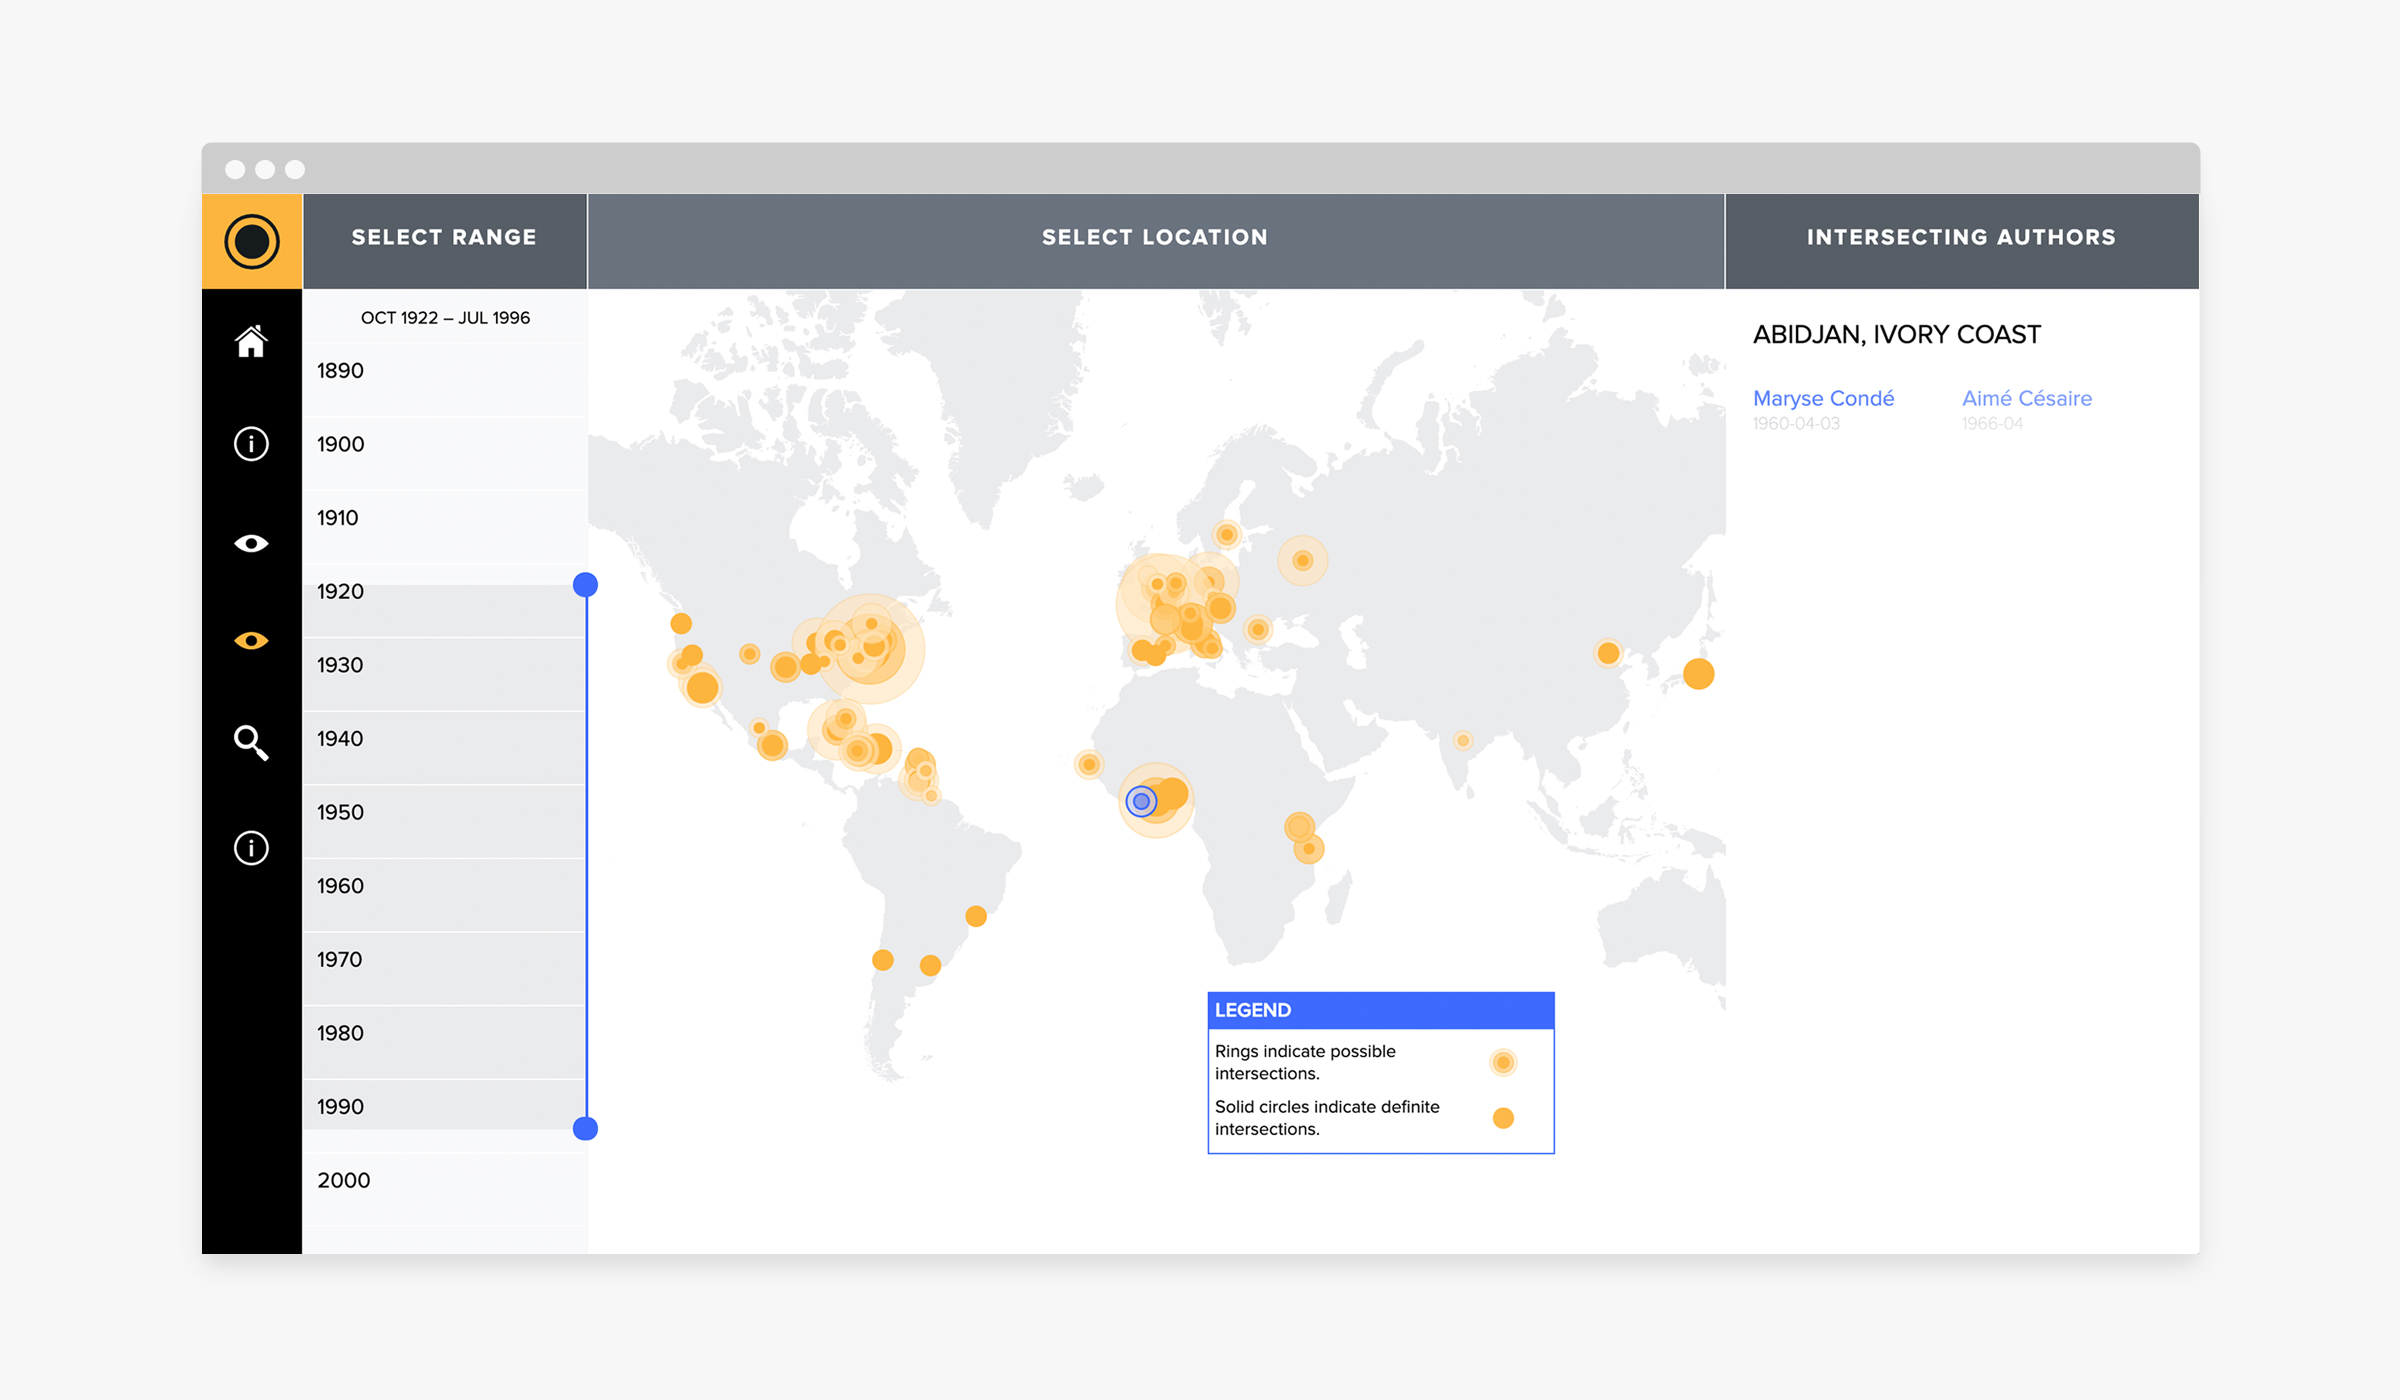 SELECT RANGE
SELECT LOCATION
INTERSECTING AUTHORS
OCT 1922 – JUL 1996
1890
1900
1910
1920
1930
1940
1950
1960
1970
1980
1990
2000
LEGEND
Rings indicate possible
intersections.
Solid circles indicate definite
intersections.
ABIDJAN, IVORY COAST
Maryse Condé
1960-04-03
Aimé Césaire
1966-04